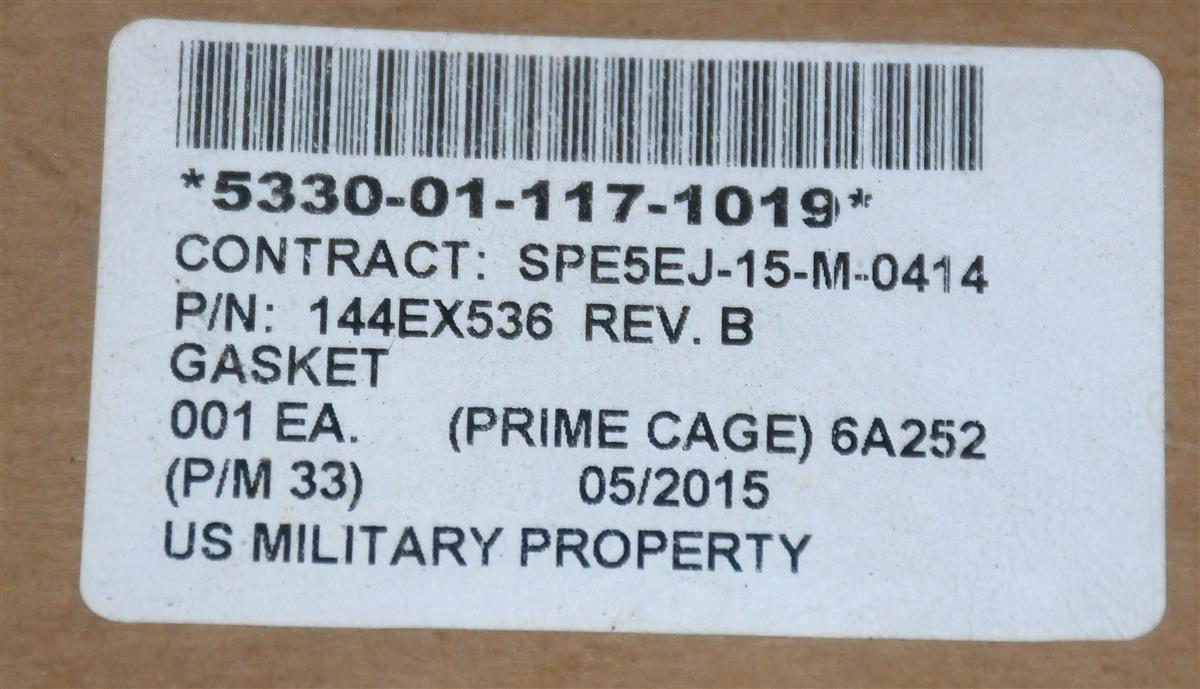 *5330-01-117-1019*
CONTRACT: SPE5EJ-15-M-0414
P/N: 144EX536 REV. B
GASKET
001 EA. (PRIME CAGE) 6A252
(P/M 33) 05/2015
US MILITARY PROPERTY